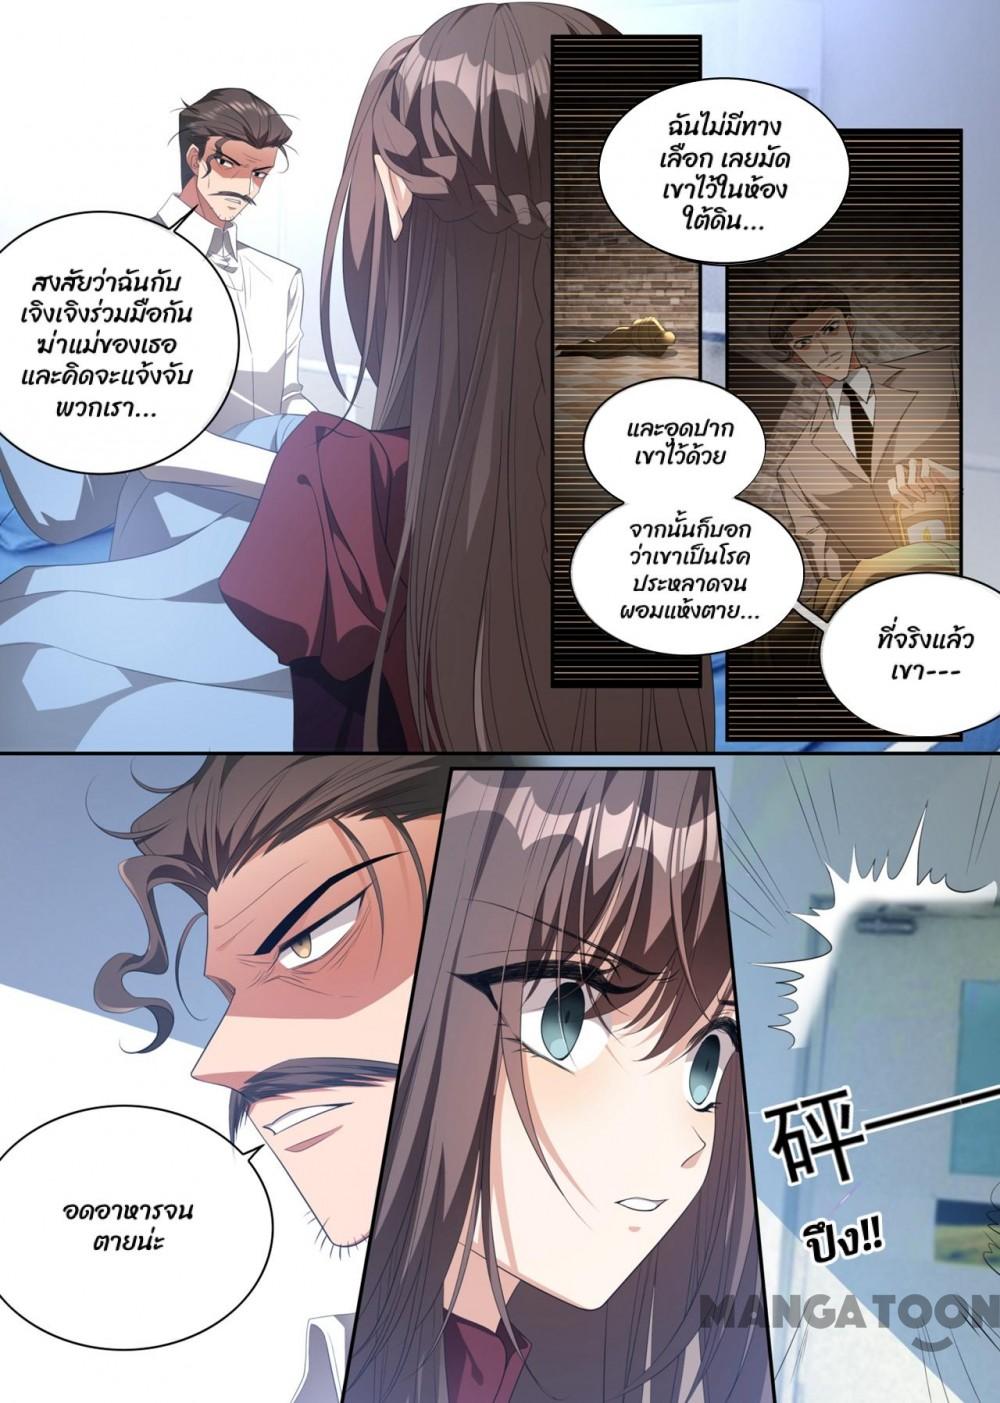 สงสัยว่าฉันกับ
เจิงเจิงร่วมมือกัน
ฆ่าแม่ของเธอ
และคิดจะแจ้งจับ
พวกเรา...
ฉันไม่มีทาง
เลือก เลยมัด
เขาไว้ในห้อง
ใต้ดิน...
และอุดปาก
เขาไว้ด้วย
จากนั้นก็บอก
ว่าเขาเป็นโรค
ประหลาดจน
ผอมแห้งตาย...
ที่จริงแล้ว
เขา---
อดอาหารจน
ตายน่ะ
砰—
ปึง!!
MANGATOON